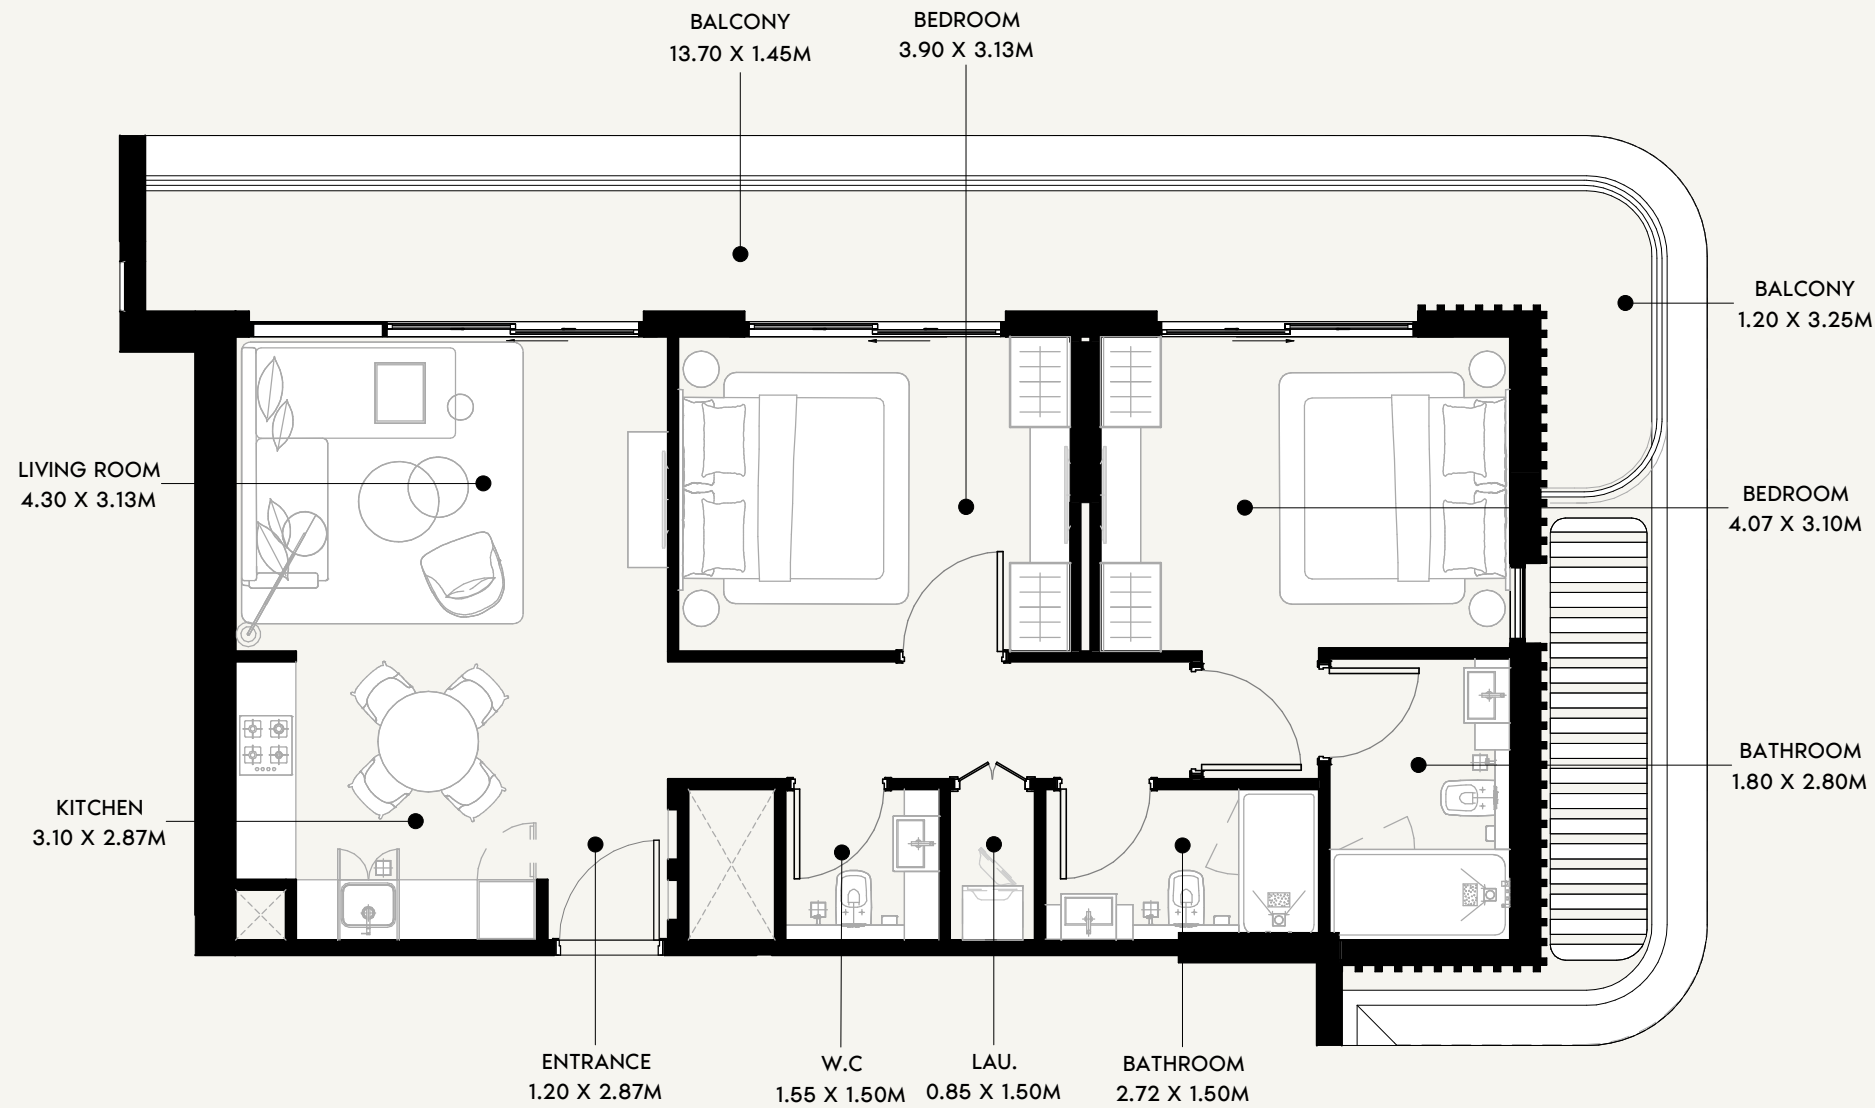 BALCONY
13.70 X 1.45M
BEDROOM
3.90 X 3.13M
BALCONY
1.20 X 3.25M
LIVING ROOM
4.30 X 3.13M
BEDROOM
4.07 X 3.10M
BATHROOM
1.80 X 2.80M
KITCHEN
3.10 X 2.87M
ENTRANCE
1.20 X 2.87M
W.C
1.55 X 1.50M
LAU.
0.85 X 1.50M
BATHROOM
2.72 X 1.50M